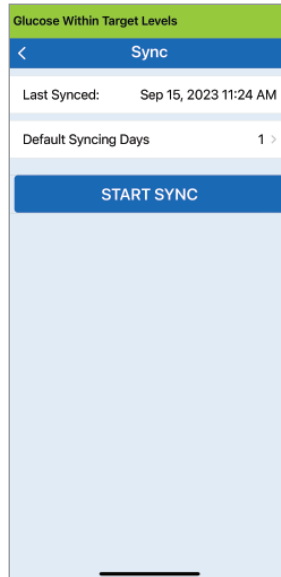 Glucose Within Target Levels
Sync
Last Synced: Sep 15, 2023 11:24 AM
Default Syncing Days 1
START SYNC